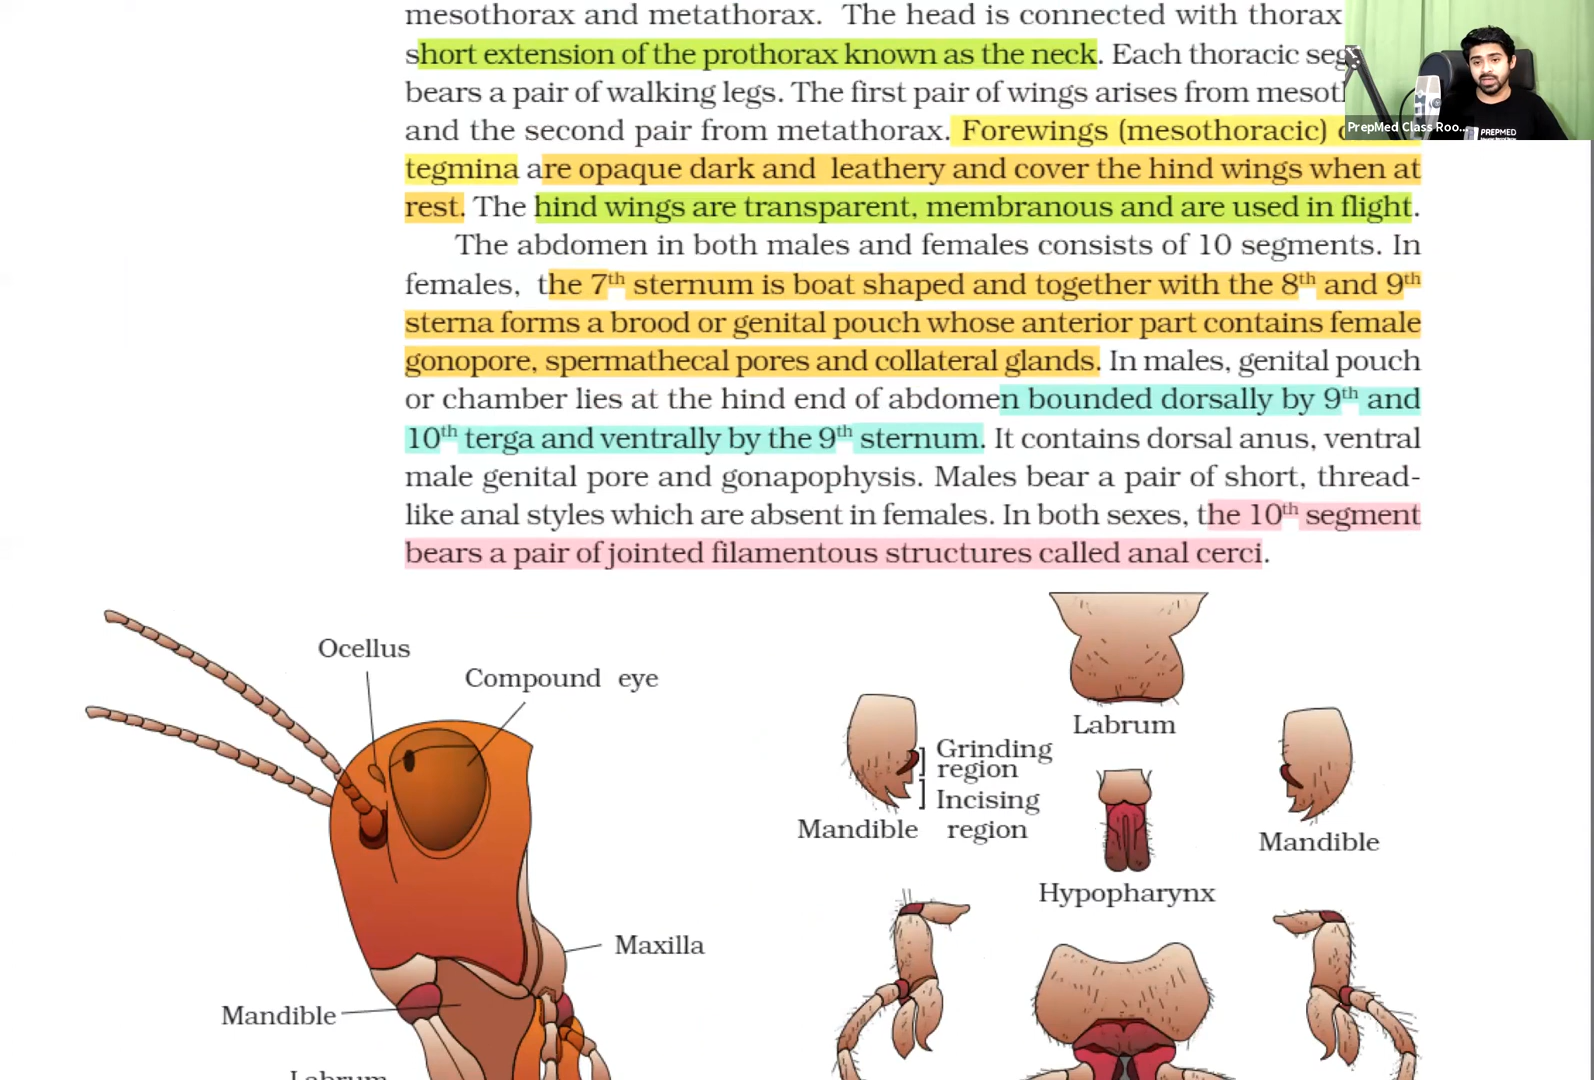 mesothorax and metathorax. The head is connected with thorax
short extension of the prothorax known as the neck. Each thoracic seg
bears a pair of walking legs. The first pair of wings arises from mesot
PrepMed Class Roo...
PREPMED
and the second pair from metathorax. Forewings (mesothoracic)
tegmina are opaque dark and leathery and cover the hind wings when at
rest. The hind wings are transparent, membranous and are used in flight.
The abdomen in both males and females consists of 10 segments. In
females, the 7th sternum is boat shaped and together with the 8th and 9th
sterna forms a brood or genital pouch whose anterior part contains female
gonopore, spermathecal pores and collateral glands. In males, genital pouch
or chamber lies at the hind end of abdomen bounded dorsally by 9th and
10th terga and ventrally by the 9th sternum. It contains dorsal anus, ventral
male genital pore and gonapophysis. Males bear a pair of short, thread-
like anal styles which are absent in females. In both sexes, the 10th segment
bears a pair of jointed filamentous structures called anal cerci.
Ocellus
Compound eye
Labrum
Grinding
region
Incising
region
Mandible
Mandible
Hypopharynx
Maxilla
Mandible
Labrum